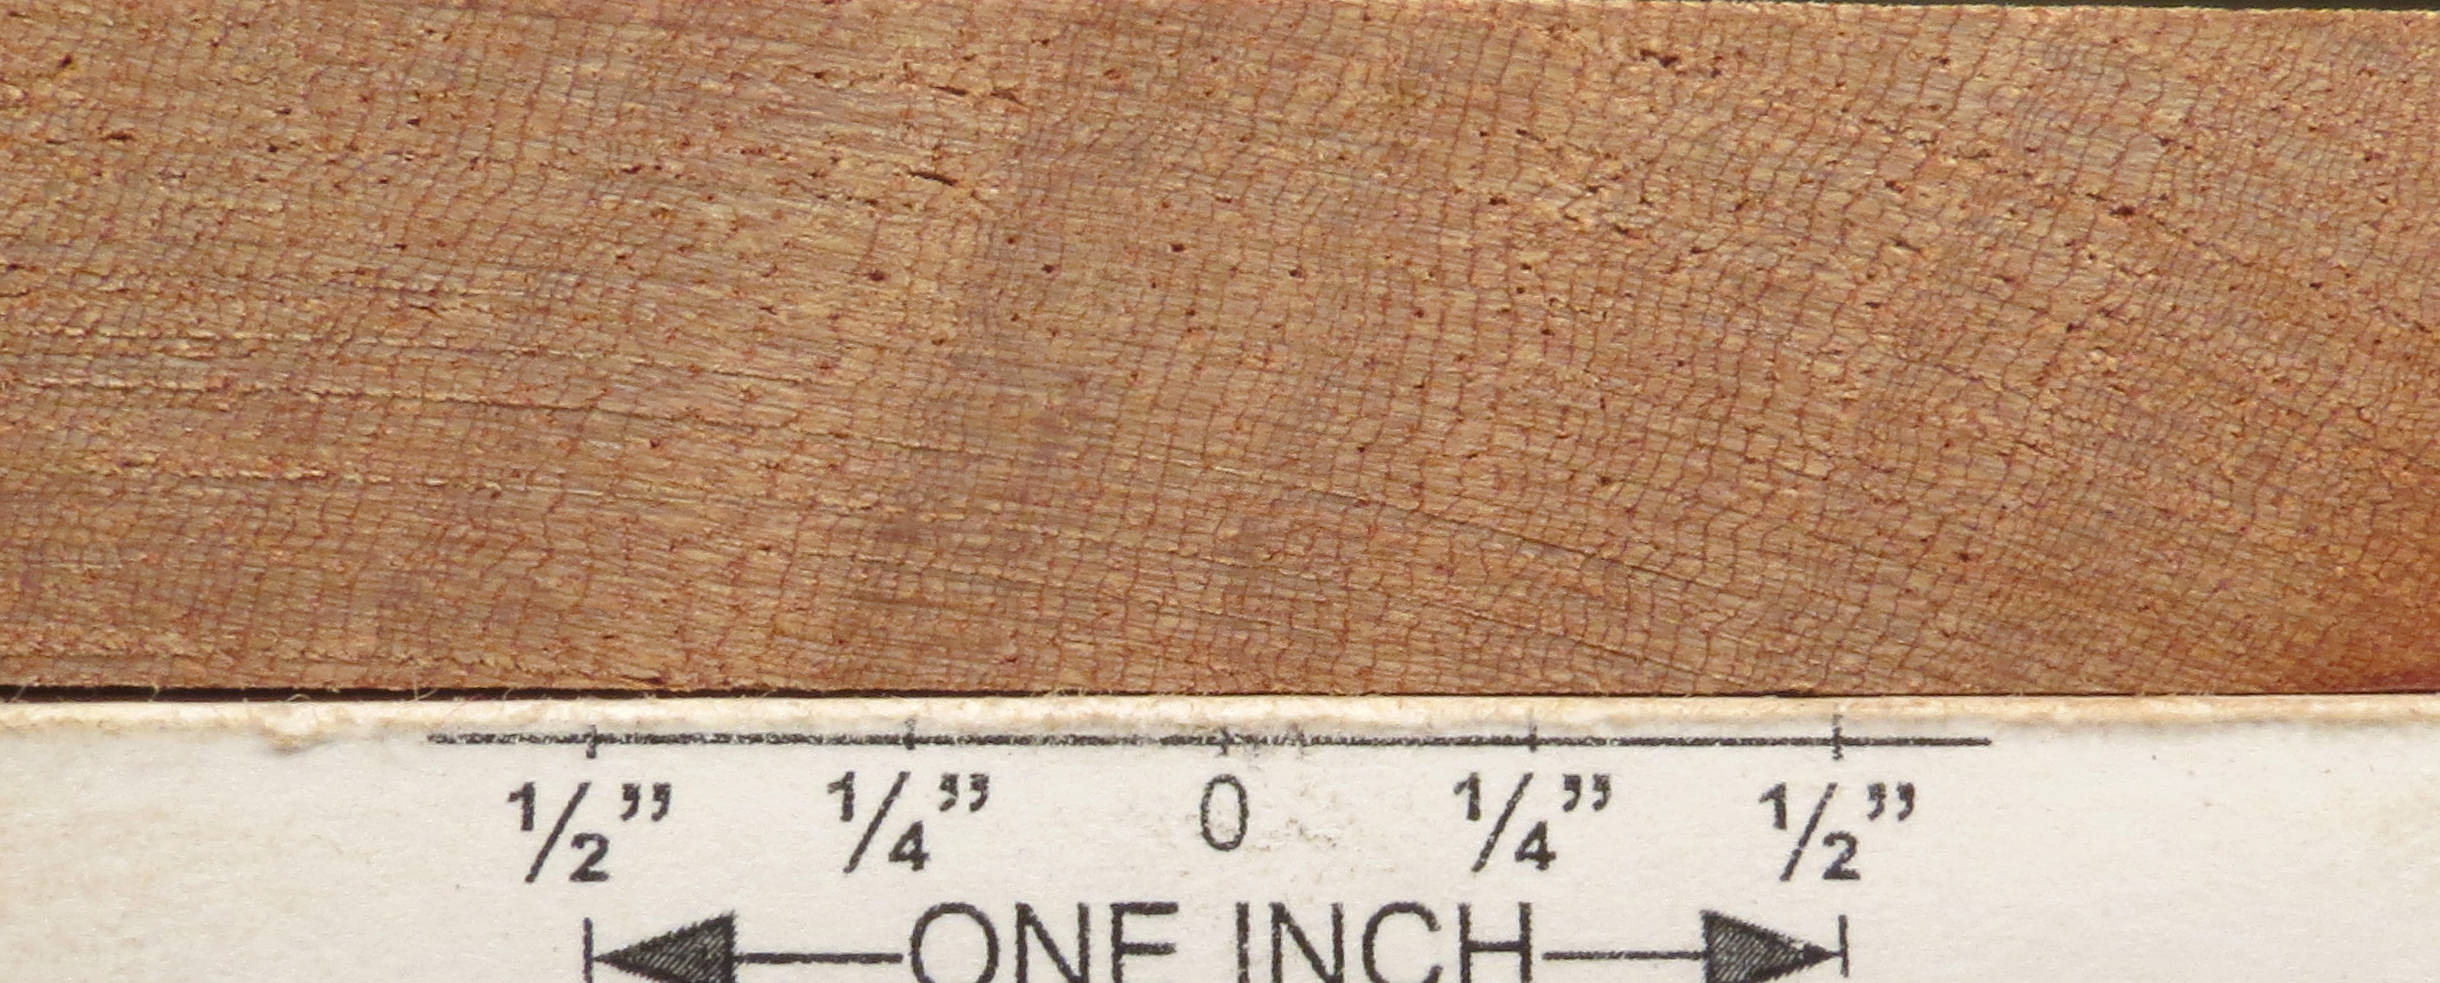 1/2” 1/4” 0 1/4” 1/2”
ONE INCH